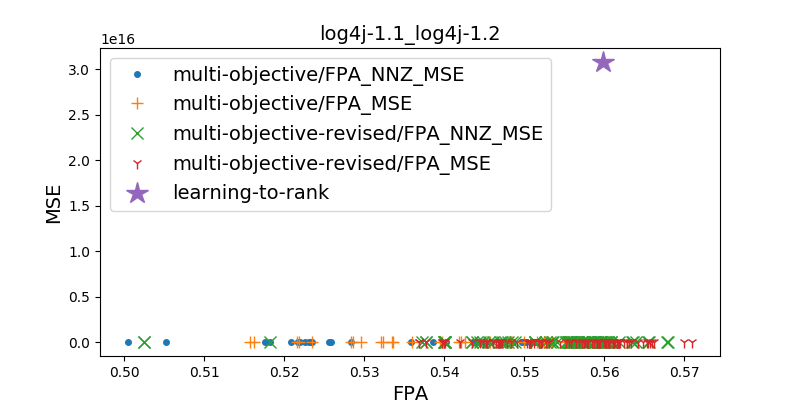 log4j-1.1_log4j-1.2
1e16
3.0
2.5
2.0
1.5
1.0
0.5
0.0
MSE
multi-objective/FPA_NNZ_MSE
multi-objective/FPA_MSE
multi-objective-revised/FPA_NNZ_MSE
multi-objective-revised/FPA_MSE
learning-to-rank
0.50 0.51 0.52 0.53 0.54 0.55 0.56 0.57
FPA